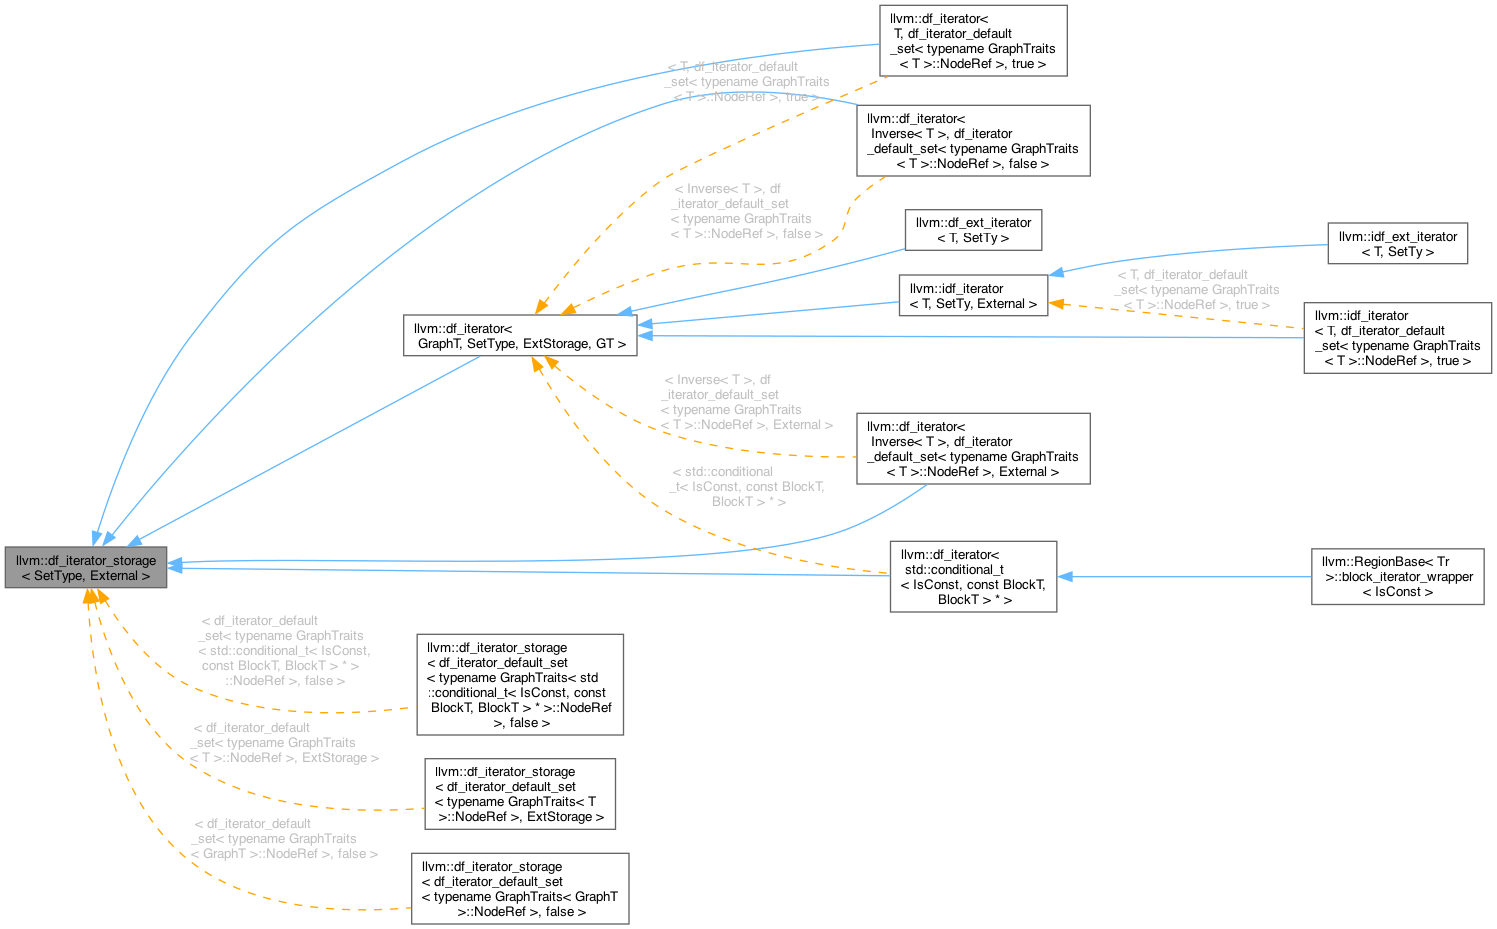 llvm::df_iterator<
T, df_iterator_default
_set< typename GraphTraits
< T >::NodeRef >, true >
< T, df_iterator_default
_set< typename GraphTraits
< T >::NodeRef >, true >
llvm::df_iterator<
Inverse< T >, df_iterator
_default_set< typename GraphTraits
< T >::NodeRef >, false >
< Inverse< T >, df
_iterator_default_set
< typename GraphTraits
< T >::NodeRef >, false >
llvm::df_ext_iterator
< T, SetTy >
llvm::idf_ext_iterator
< T, SetTy >
llvm::idf_iterator
< T, SetTy, External >
< T, df_iterator_default
_set< typename GraphTraits
< T >::NodeRef >, true >
llvm::idf_iterator
< T, df_iterator_default
_set< typename GraphTraits
< T >::NodeRef >, true >
llvm::df_iterator<
GraphT, SetType, ExtStorage, GT >
< Inverse< T >, df
_iterator_default_set
< typename GraphTraits
< T >::NodeRef >, External >
llvm::df_iterator<
Inverse< T >, df_iterator
_default_set< typename GraphTraits
< T >::NodeRef >, External >
< std::conditional
_t< IsConst, const BlockT,
BlockT > * >
llvm::df_iterator_storage
< SetType, External >
llvm::df_iterator<
std::conditional_t
< IsConst, const BlockT,
BlockT > * >
llvm::RegionBase< Tr
>::block_iterator_wrapper
< IsConst >
< df_iterator_default
_set< typename GraphTraits
< std::conditional_t< IsConst,
const BlockT, BlockT > * >
::NodeRef >, false >
llvm::df_iterator_storage
< df_iterator_default_set
< typename GraphTraits< std
::conditional_t< IsConst, const
BlockT, BlockT > * >::NodeRef
>, false >
< df_iterator_default
_set< typename GraphTraits
< T >::NodeRef >, ExtStorage >
llvm::df_iterator_storage
< df_iterator_default_set
< typename GraphTraits< T
>::NodeRef >, ExtStorage >
< df_iterator_default
_set< typename GraphTraits
< GraphT >::NodeRef >, false >
llvm::df_iterator_storage
< df_iterator_default_set
< typename GraphTraits< GraphT
>::NodeRef >, false >